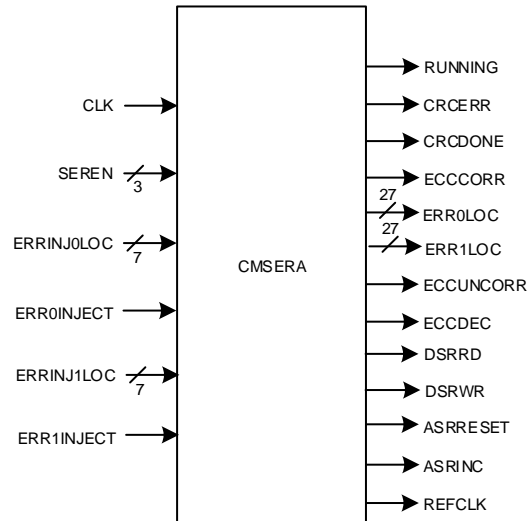 CLK
SEREN
3
ERRINJ0LOC
7
ERR0INJECT
ERRINJ1LOC
7
ERR1INJECT
CMSERA
RUNNING
CRCERR
CRCDONE
ECCCORR
27
ERR0LOC
27
ERR1LOC
ECCUNCORR
ECCDEC
DSRRD
DSRWR
ASRRESET
ASRINC
REFCLK